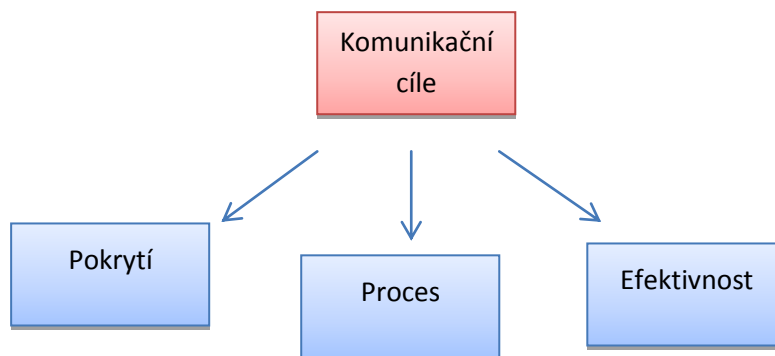 Komunikační
cíle
Pokrytí
Proces
Efektivnost